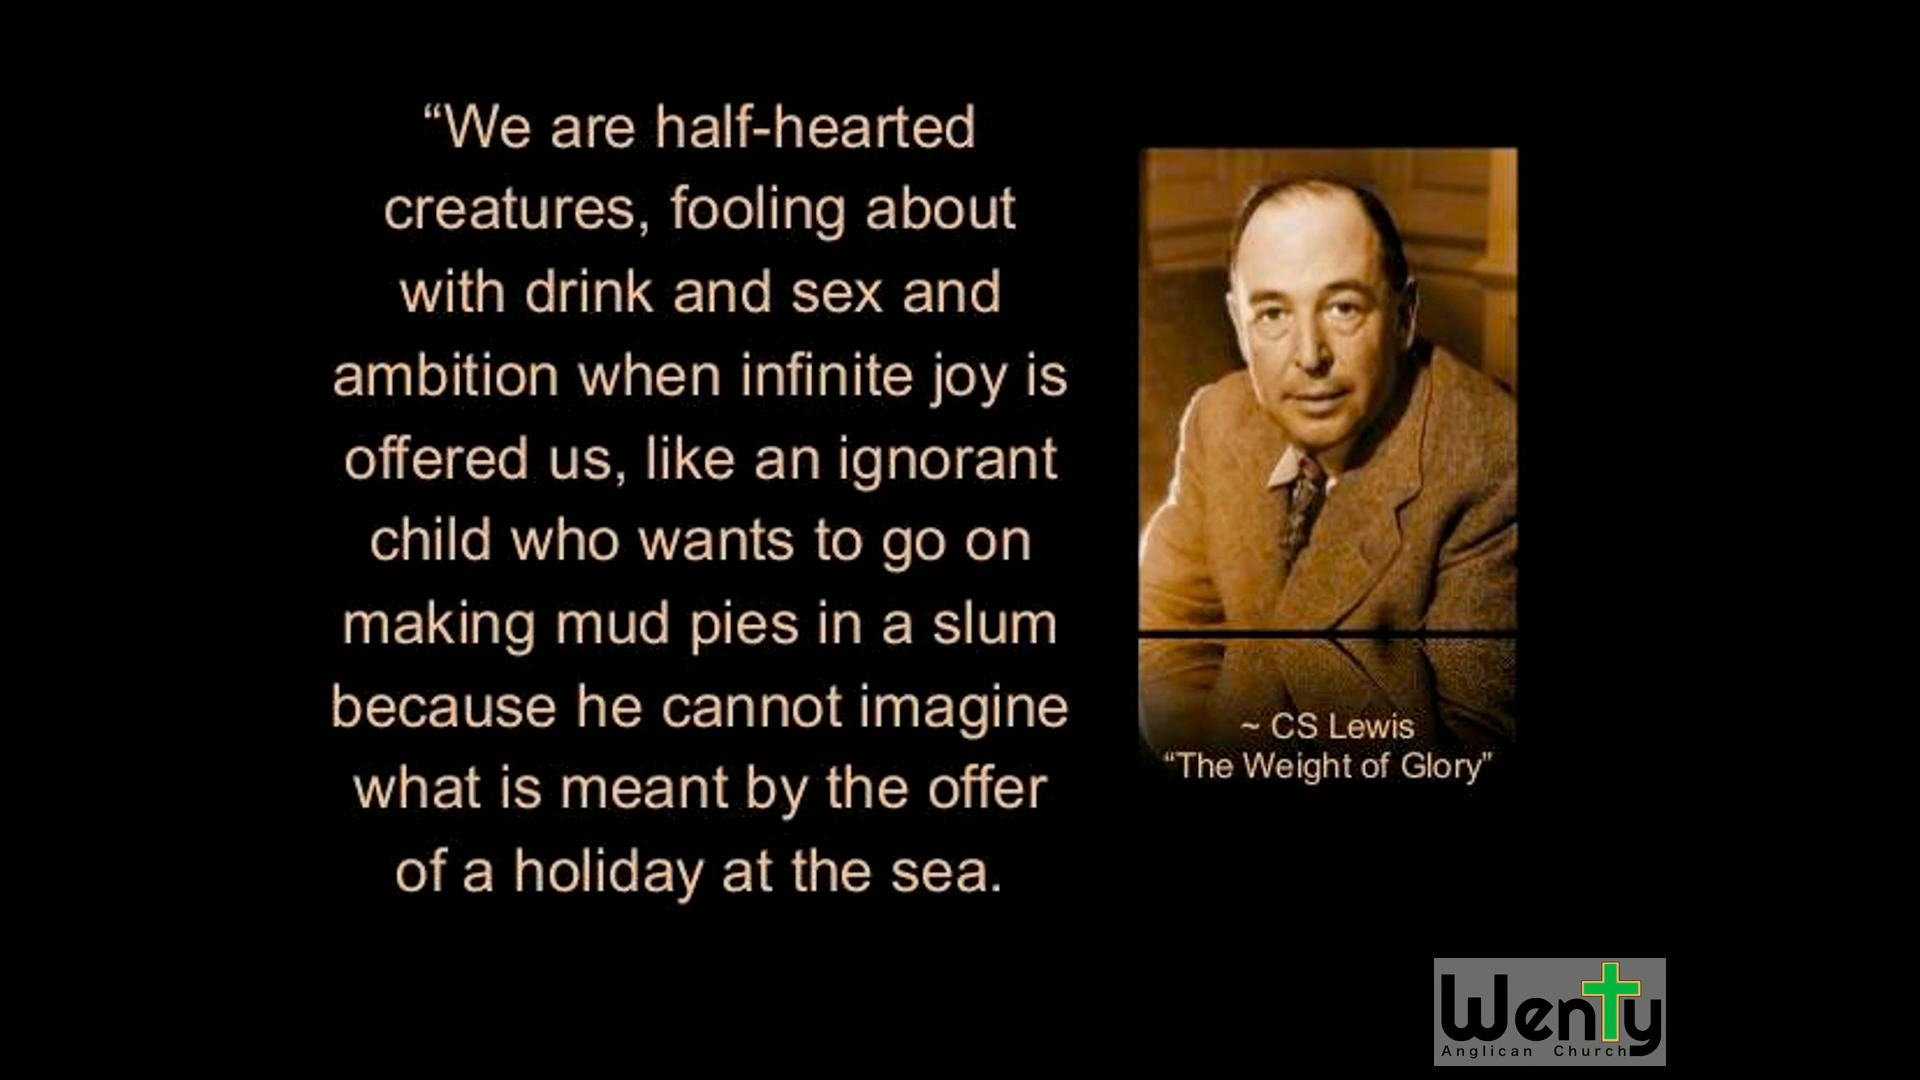 “We are half-hearted
creatures, fooling about
with drink and sex and
ambition when infinite joy is
offered us, like an ignorant
child who wants to go on
making mud pies in a slum
because he cannot imagine
what is meant by the offer
of a holiday at the sea.
~ CS Lewis
“The Weight of Glory”
Wenty
Anglican Church